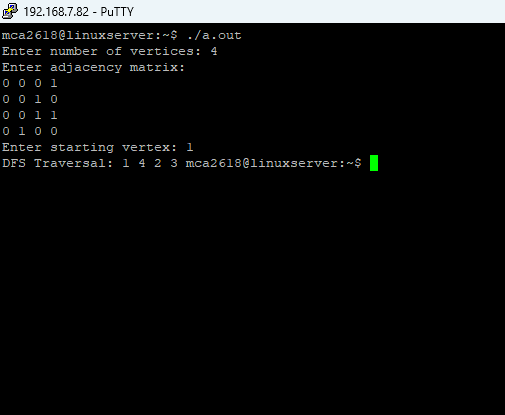 192.168.7.82 - PuTTY
mca2618@linuxserver:~$ ./a.out
Enter number of vertices: 4
Enter adjacency matrix:
0 0 0 1
0 0 1 0
0 0 1 1
0 1 0 0
Enter starting vertex: 1
DFS Traversal: 1 4 2 3 mca2618@linuxserver:~$